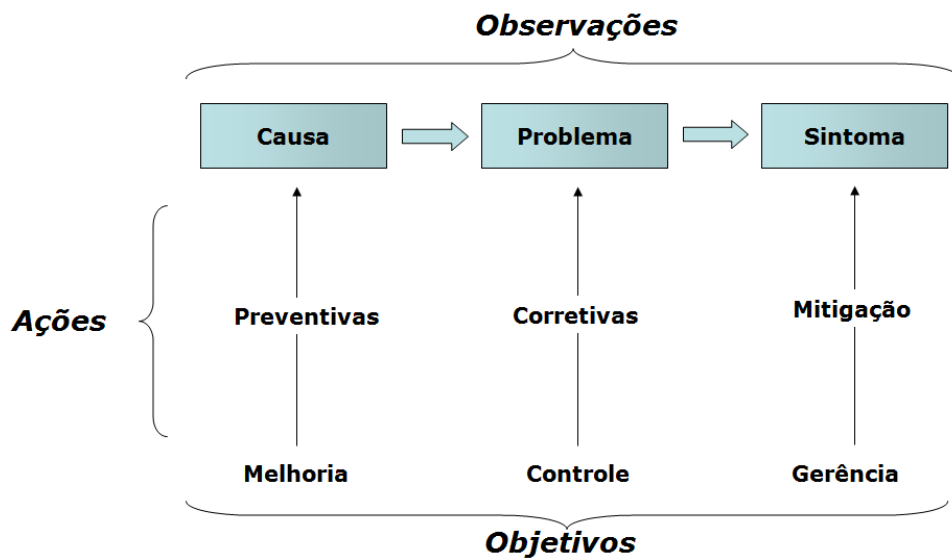 Observações
Causa
Problema
Sintoma
Ações
Preventivas
Corretivas
Mitigação
Melhoria
Controle
Gerência
Objetivos